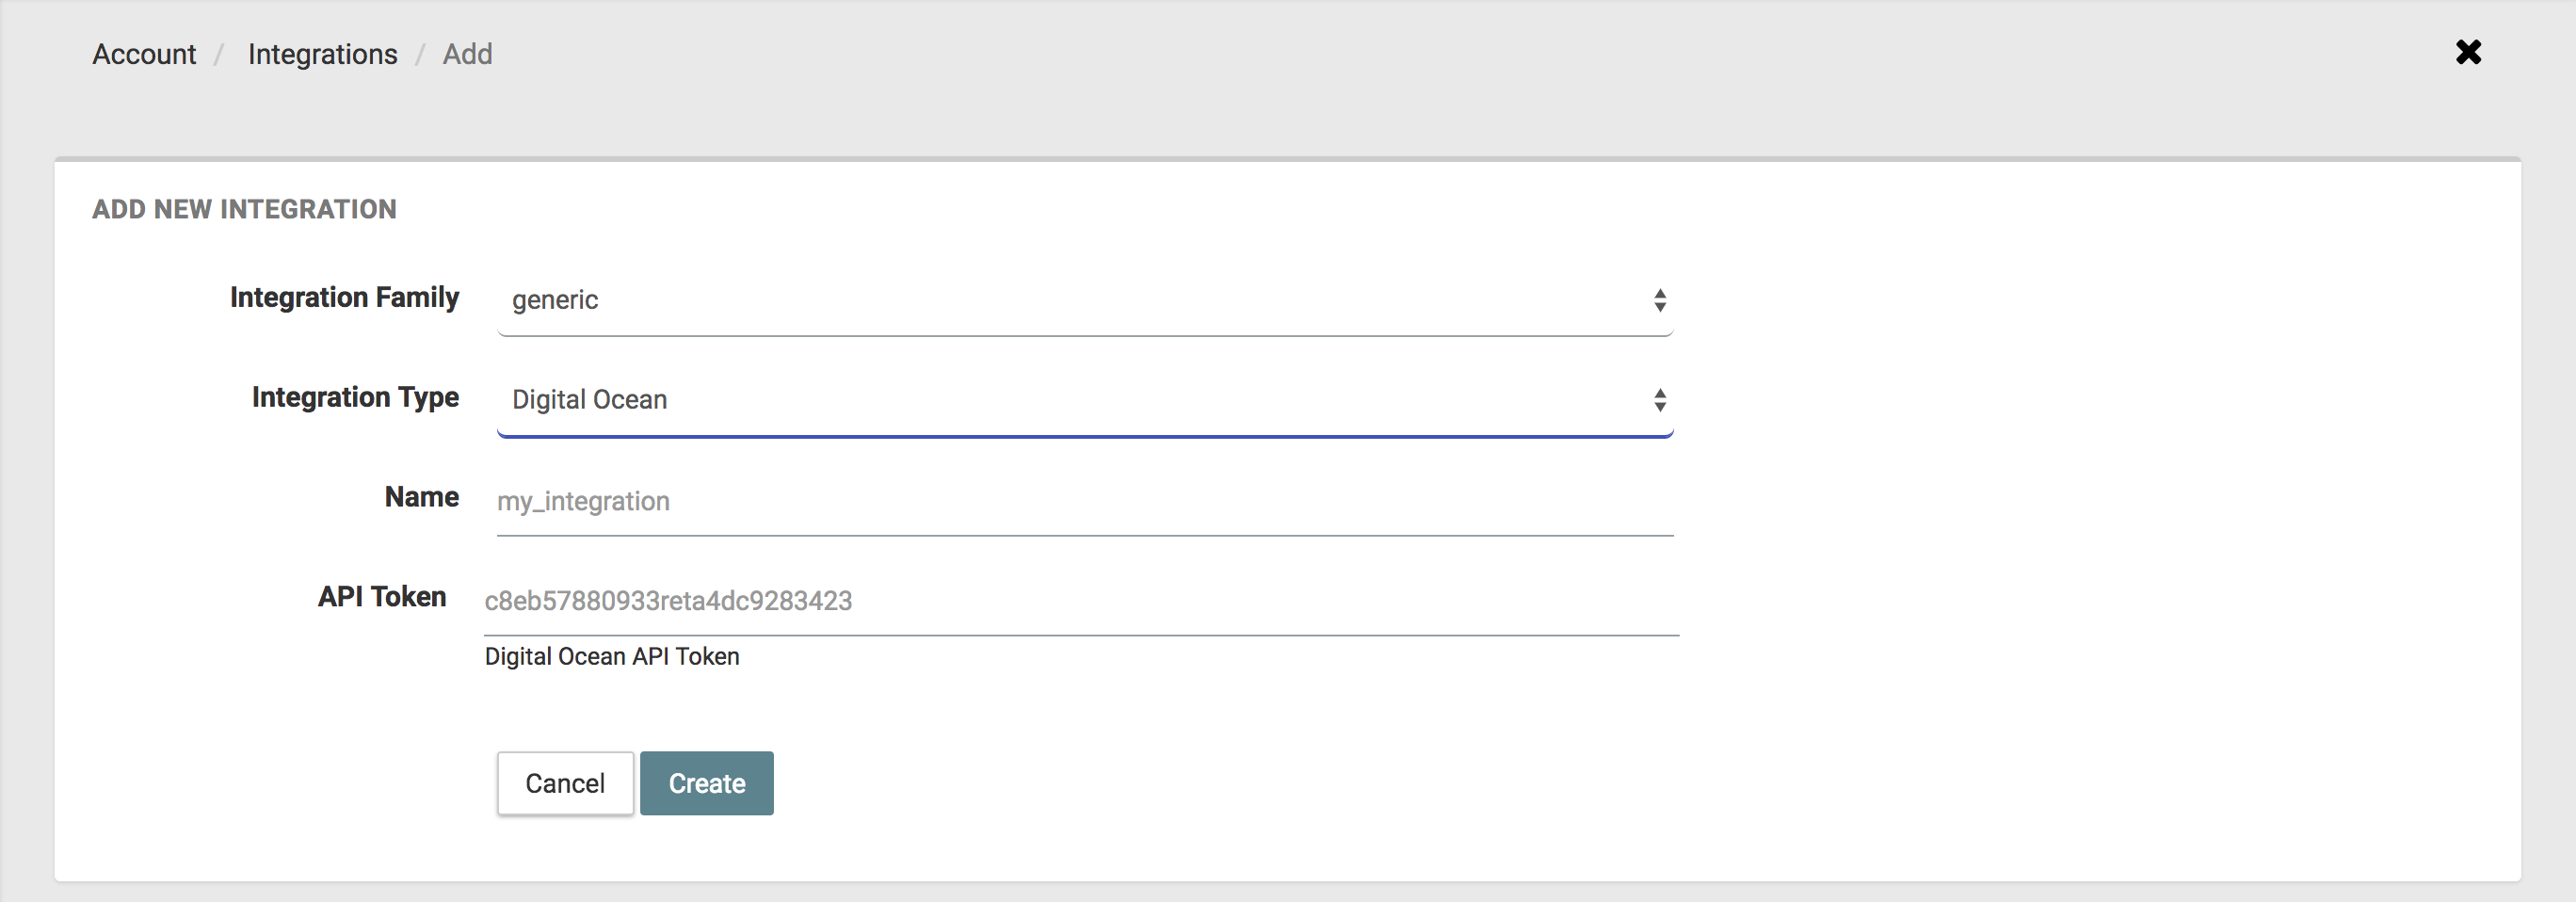 Account / Integrations / Add
ADD NEW INTEGRATION
Integration Family generic
Integration Type Digital Ocean
Name my_integration
API Token c8eb57880933reta4dc9283423
Digital Ocean API Token
Cancel Create